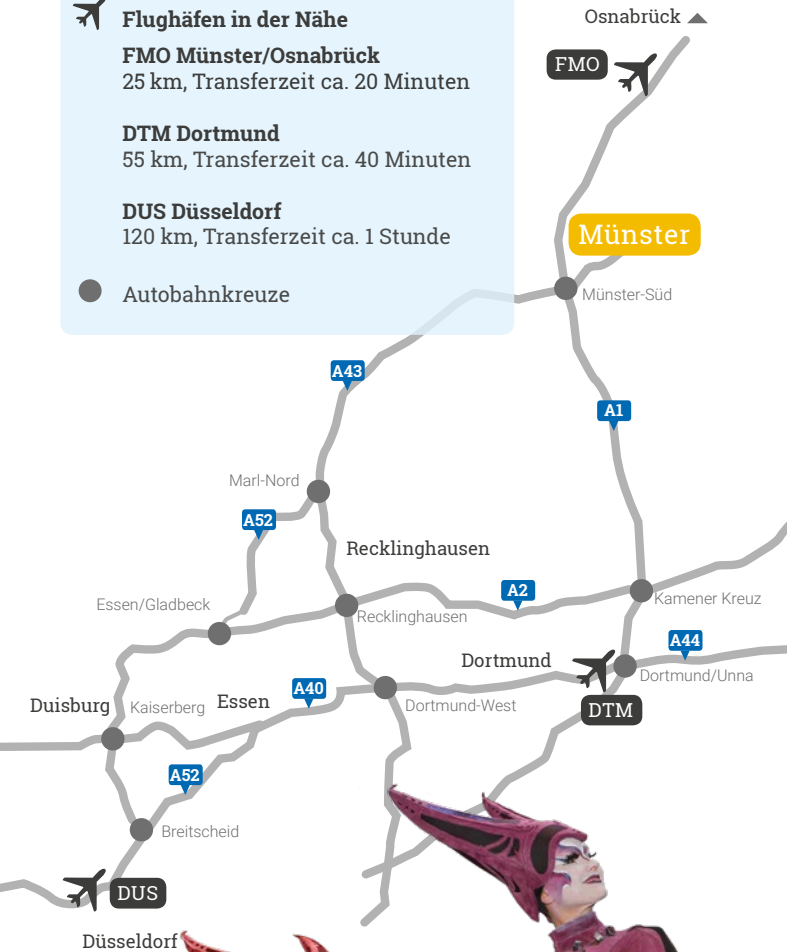 Flughäfen in der Nähe
FMO Münster/Osnabrück
25 km, Transferzeit ca. 20 Minuten
DTM Dortmund
55 km, Transferzeit ca. 40 Minuten
DUS Düsseldorf
120 km, Transferzeit ca. 1 Stunde
Autobahnkreuze
Osnabrück
FMO
Münster
Münster-Süd
A43
A1
Marl-Nord
A52
Recklinghausen
A2
Essen/Gladbeck
Recklinghausen
Kamener Kreuz
A44
Dortmund
Dortmund/Unna
Duisburg
Kaiserberg
Essen
A40
Dortmund-West
DTM
A52
Breitscheid
DUS
Düsseldorf